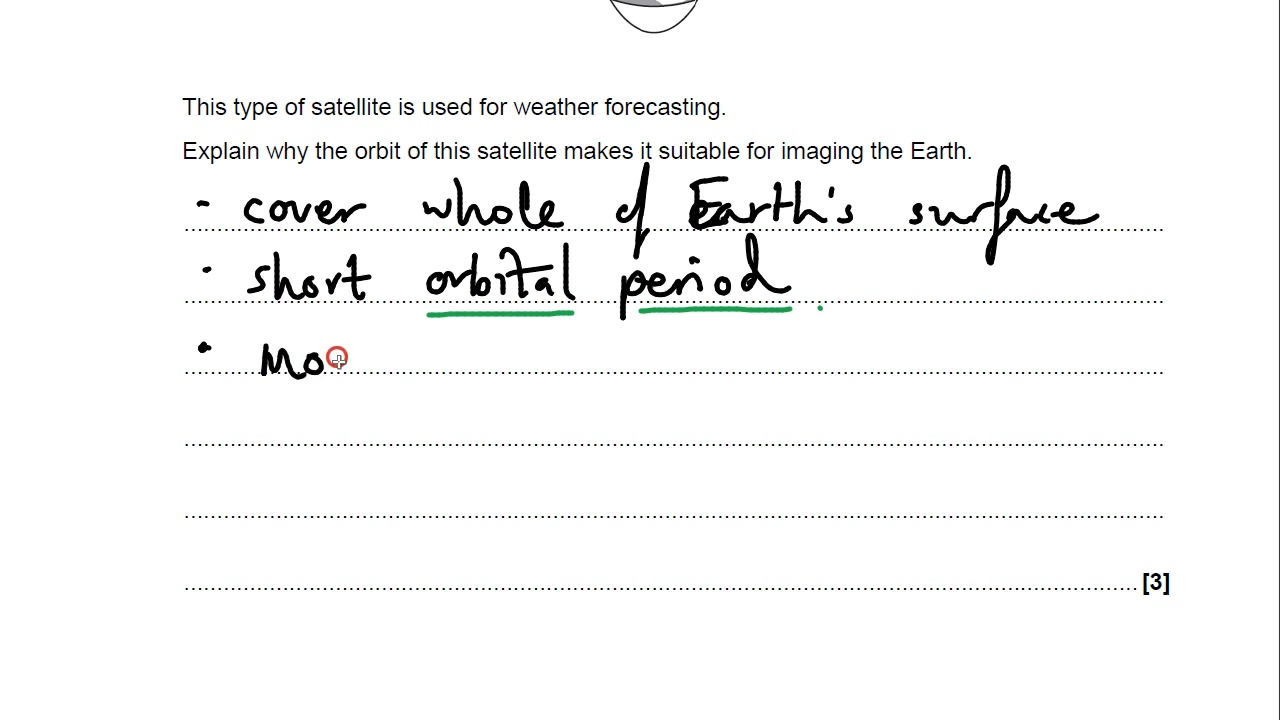 This type of satellite is used for weather forecasting.
Explain why the orbit of this satellite makes it suitable for imaging the Earth.
· cover whole of Earth's surface
· short orbital period.
· Mo
[3]